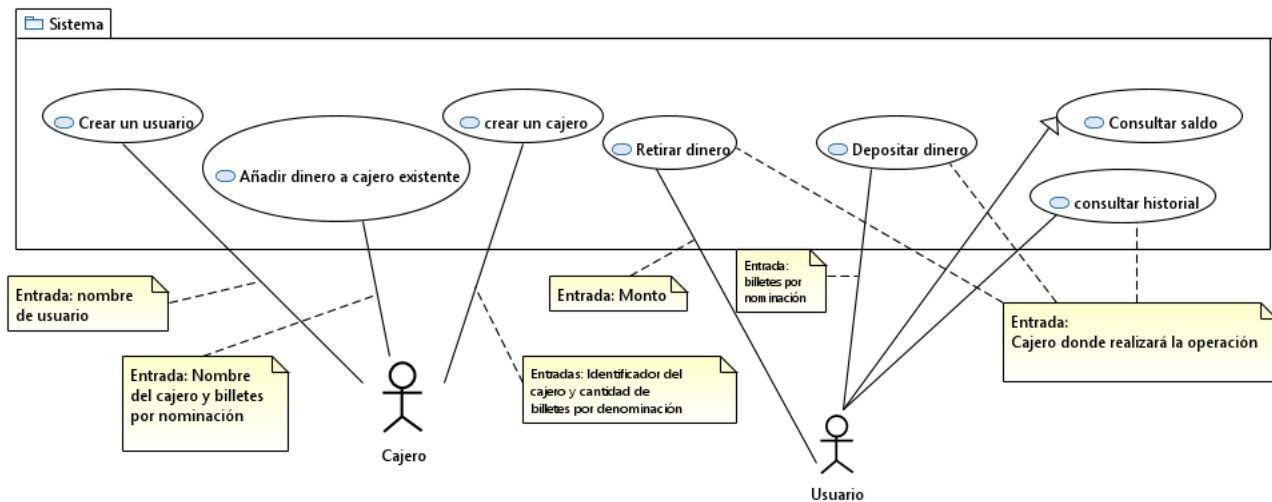 Sistema
Crear un usuario
Añadir dinero a cajero existente
crear un cajero
Retirar dinero
Depositar dinero
Consultar saldo
consultar historial
Entrada: nombre
de usuario
Entrada: Nombre
del cajero y billetes
por nominación
Entradas: Identificador del
cajero y cantidad de
billetes por denominación
Entrada: Monto
Entrada:
billetes por
nominación
Entrada:
Cajero donde realizará la operación
Cajero
Usuario